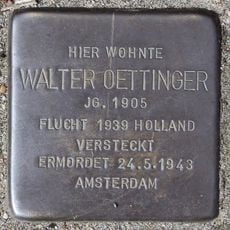 HIER WOHNTE
WALTER OETTINGER
JG. 1905
FLUCHT 1939 HOLLAND
VERSTECKT
ERMORDET 24.5.1943
AMSTERDAM